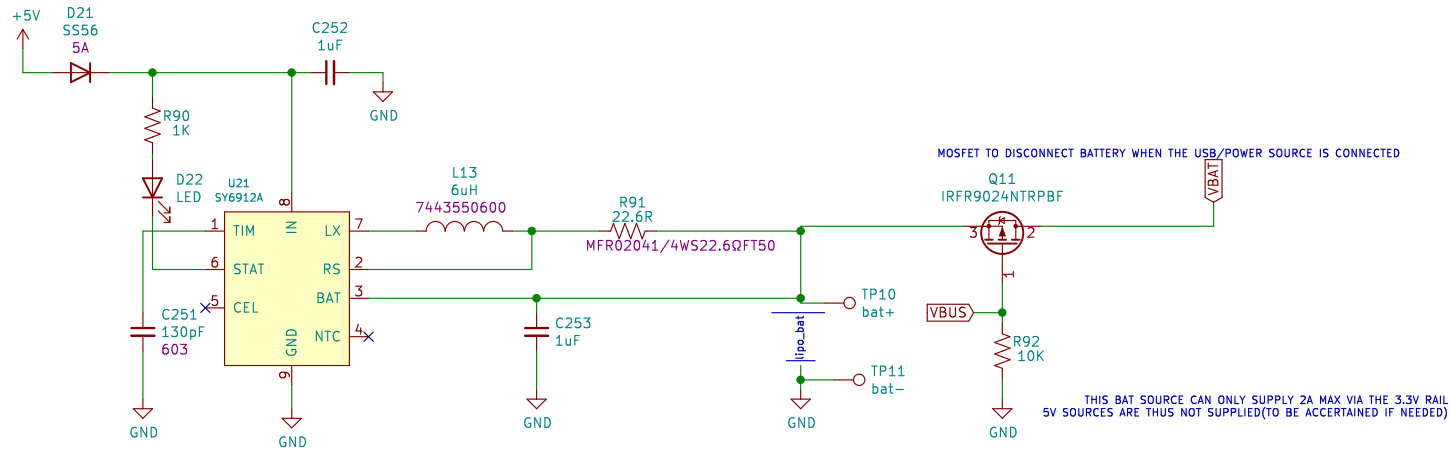 +5V
D21
SS56
5A
C252
1uF
GND
R90
1K
D22
LED
U21
SY6912A
L13
6uH
7443550600
R91
22.6R
MFR02041/4WS22.6ΩFT50
1
TIM
8
IN
LX
7
6
STAT
RS
2
5
CEL
BAT
3
GND
9
NTC
4
C251
130pF
603
GND
GND
C253
1uF
GND
TP10
bat+
lipo_bat
TP11
bat-
GND
MOSFET TO DISCONNECT BATTERY WHEN THE USB/POWER SOURCE IS CONNECTED
Q11
IRFR9024NTRPBF
VBAT
3
2
1
VBUS
R92
10K
GND
THIS BAT SOURCE CAN ONLY SUPPLY 2A MAX VIA THE 3.3V RAIL
5V SOURCES ARE THUS NOT SUPPLIED(TO BE ACCERTAINED IF NEEDED)